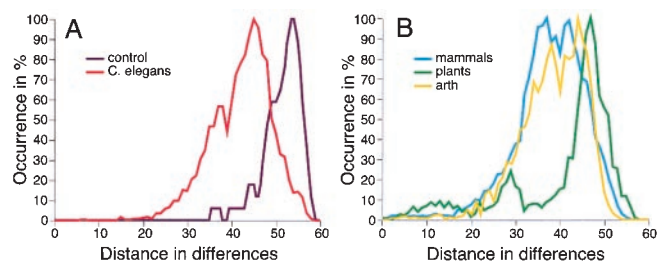 A
control
C. elegans
Occurrence in %
100
90
80
70
60
50
40
30
20
10
0
0 10 20 30 40 50 60
Distance in differences
B
mammals
plants
arth
Occurrence in %
100
90
80
70
60
50
40
30
20
10
0
0 10 20 30 40 50 60
Distance in differences